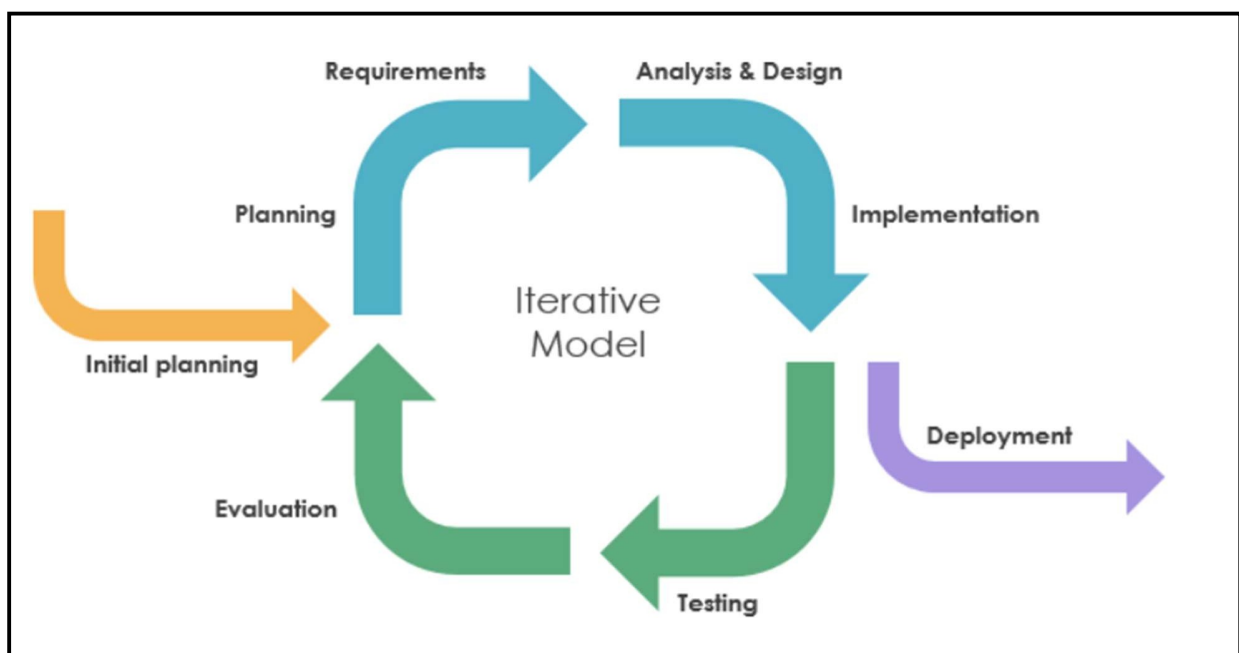 Requirements
Analysis & Design
Planning
Implementation
Iterative
Model
Initial planning
Deployment
Evaluation
Testing